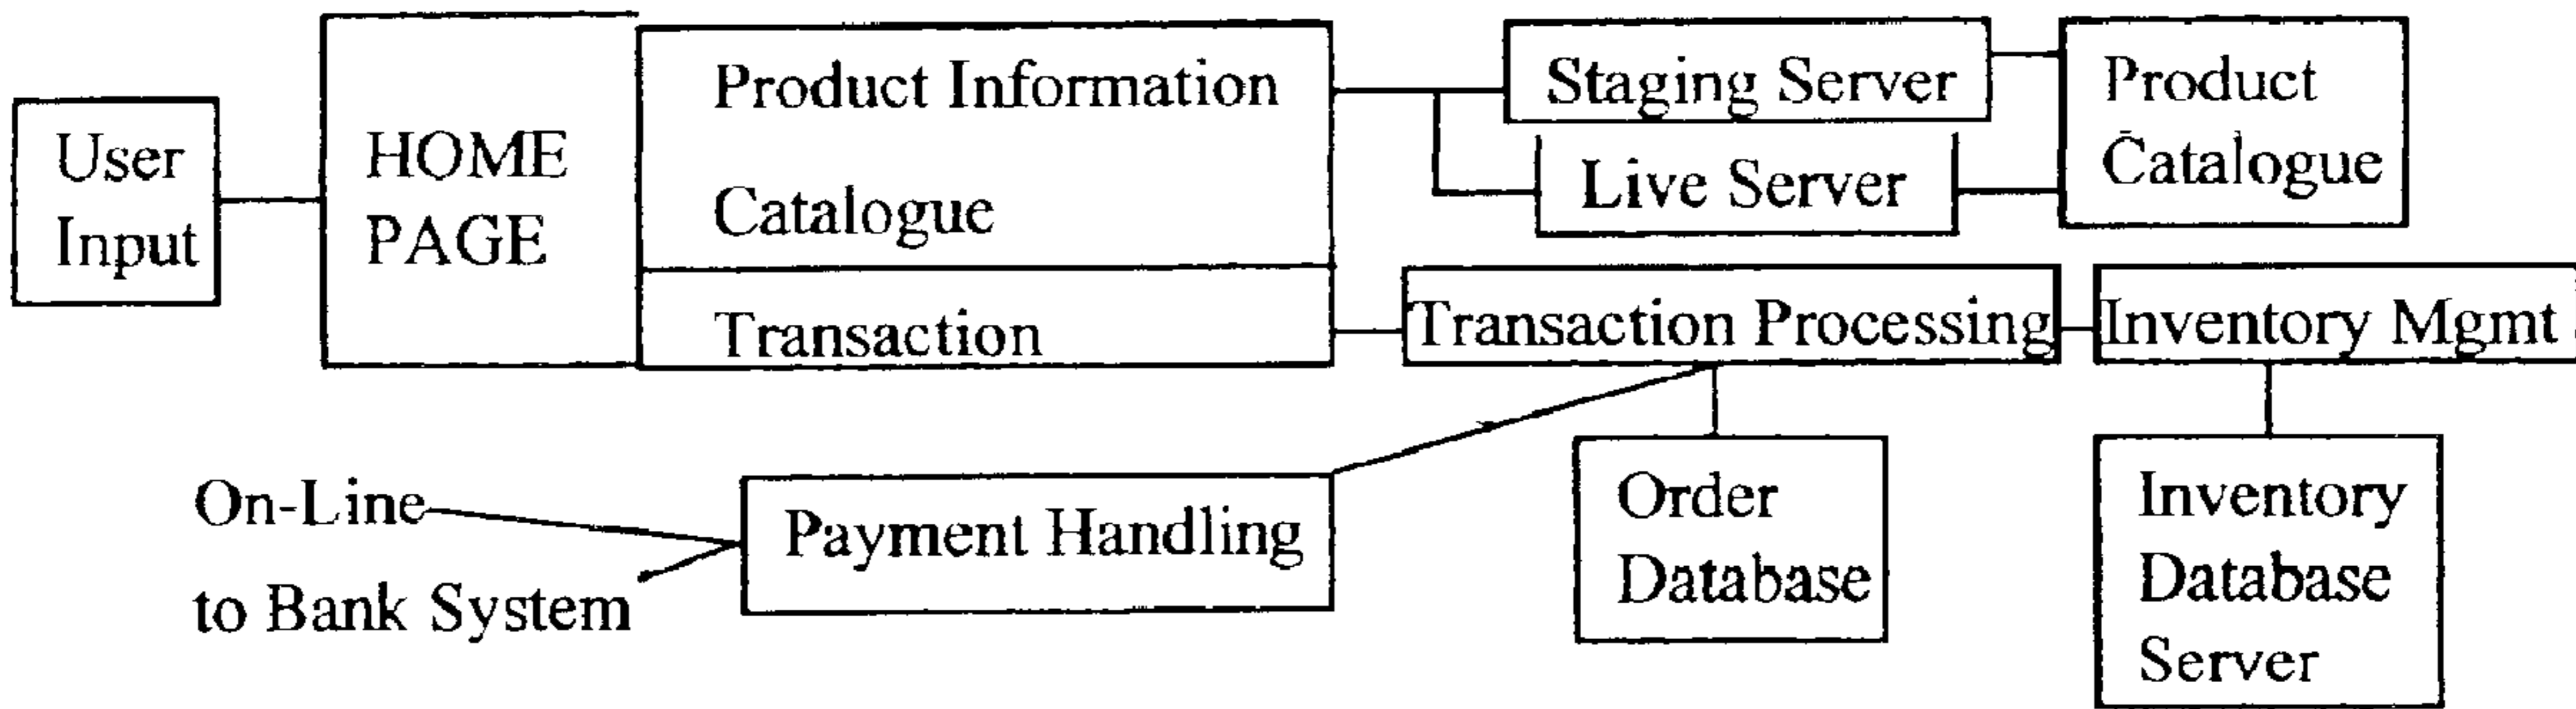 User
Input
HOME
PAGE
Product Information
Catalogue
Transaction
Staging Server
Live Server
Product
Catalogue
Transaction Processing
Inventory Mgmt
On-Line
to Bank System
Payment Handling
Order
Database
Inventory
Database
Server